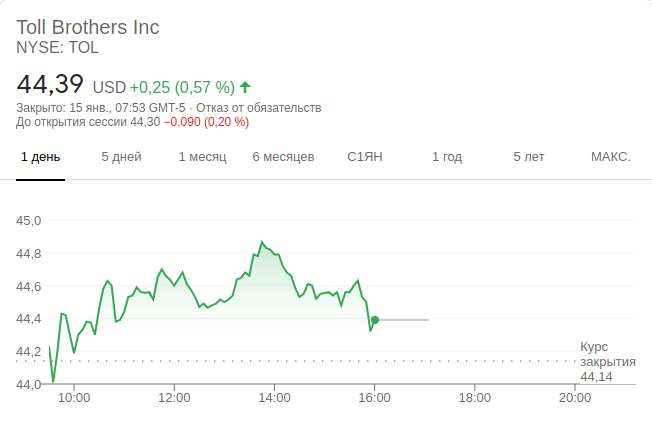 Toll Brothers Inc
NYSE: TOL
44,39 USD +0,25 (0,57 %)
Закрыто: 15 янв., 07:53 GMT-5 · Отказ от обязательств
До открытия сессии 44,30 −0,090 (0,20 %)
1 день 5 дней 1 месяц 6 месяцев С1ЯН 1 год 5 лет МАКС.
45,0
44,8
44,6
44,4
44,2
44,0
Курс
закрытия
44,14
10:00 12:00 14:00 16:00 18:00 20:00